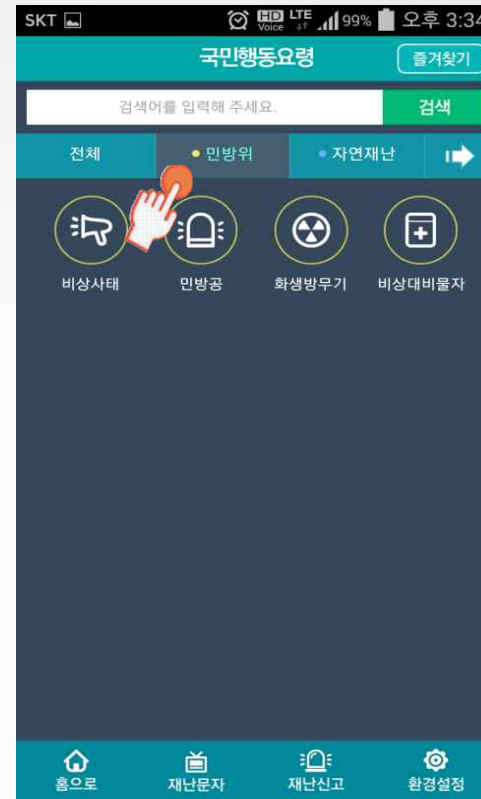 SKT HD Voice LTE 99% 오후 3:34
국민행동요령 즐겨찾기
검색어를 입력해 주세요. 검색
전체 민방위 자연재난
비상사태 민방공 화생방무기 비상대비물자
홈으로 재난문자 재난신고 환경설정